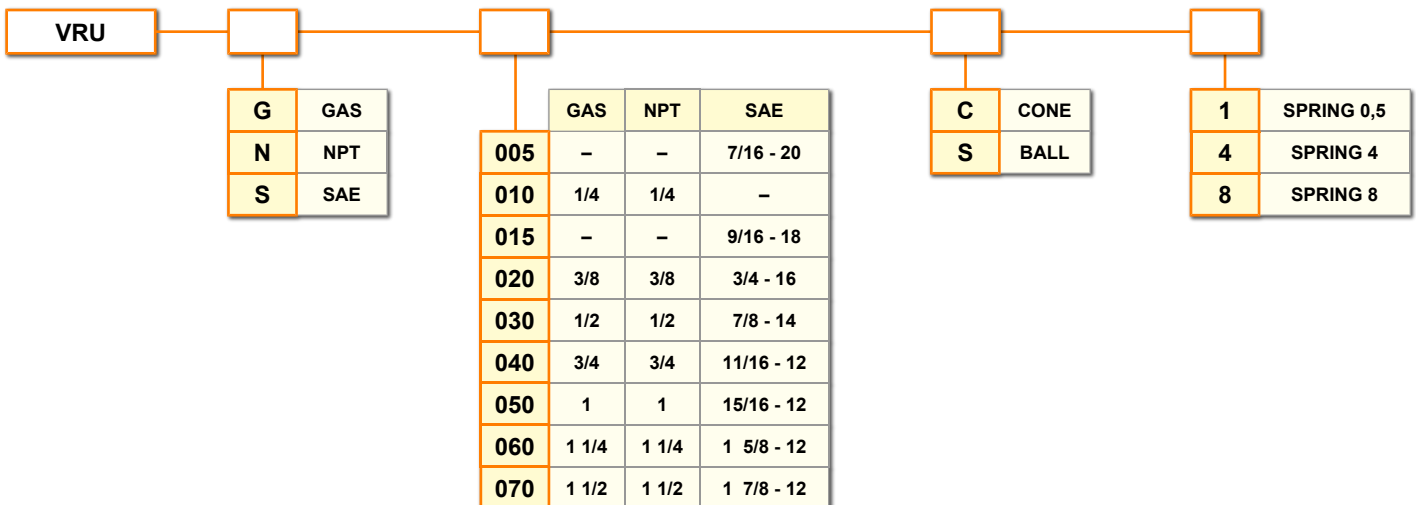 VRU
G GAS
N NPT
S SAE
GAS NPT SAE
005 – – 7/16 - 20
010 1/4 1/4 –
015 – – 9/16 - 18
020 3/8 3/8 3/4 - 16
030 1/2 1/2 7/8 - 14
040 3/4 3/4 11/16 - 12
050 1 1 15/16 - 12
060 1 1/4 1 1/4 1 5/8 - 12
070 1 1/2 1 1/2 1 7/8 - 12
C CONE
S BALL
1 SPRING 0,5
4 SPRING 4
8 SPRING 8